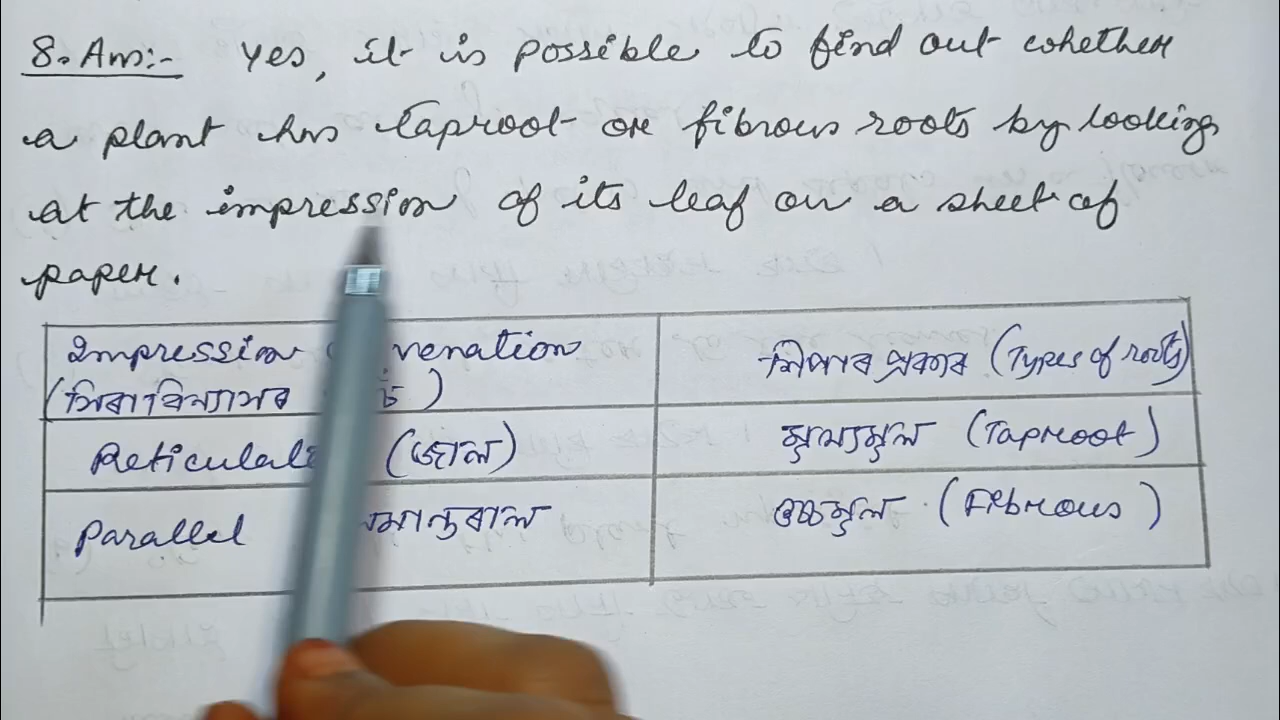 8. Ans:- Yes, it is possible to find out whether
a plant has taproot or fibrous roots by looking
at the impression of its leaf on a sheet of
paper.
Impression venation
(সিৰাবিন্যাসৰ )
শিপাৰ প্ৰকাৰ (Types of roots)
Reticulate (জাল)
মূখ্যমূল (Taproot)
Parallel সমান্তৰাল
গুচ্ছমূল (Fibrous)